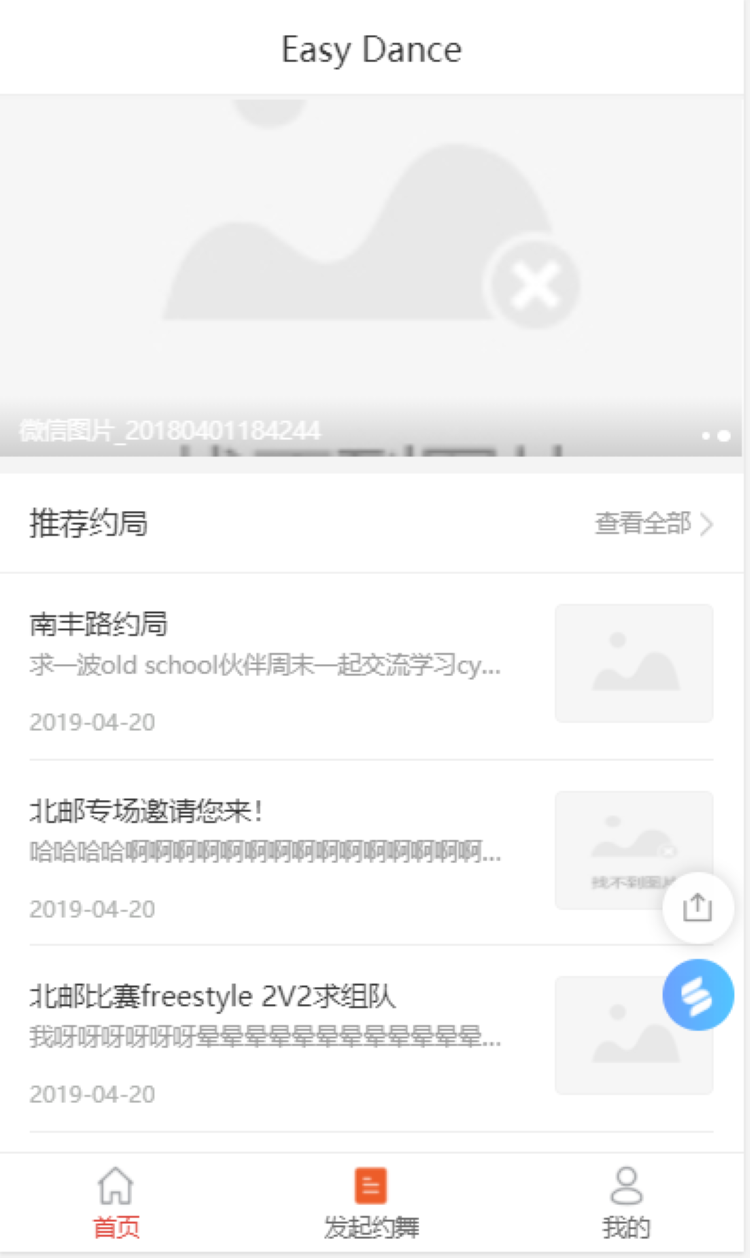 Easy Dance
微信图片_20180401184244
推荐约局
查看全部
南丰路约局
求一波old school伙伴周末一起交流学习cy...
2019-04-20
北邮专场邀请您来！
哈哈哈哈啊啊啊啊啊啊啊啊啊啊啊啊啊啊啊...
2019-04-20
北邮比赛freestyle 2V2求组队
我呀呀呀呀呀呀晕晕晕晕晕晕晕晕晕晕晕晕...
2019-04-20
首页
发起约舞
我的